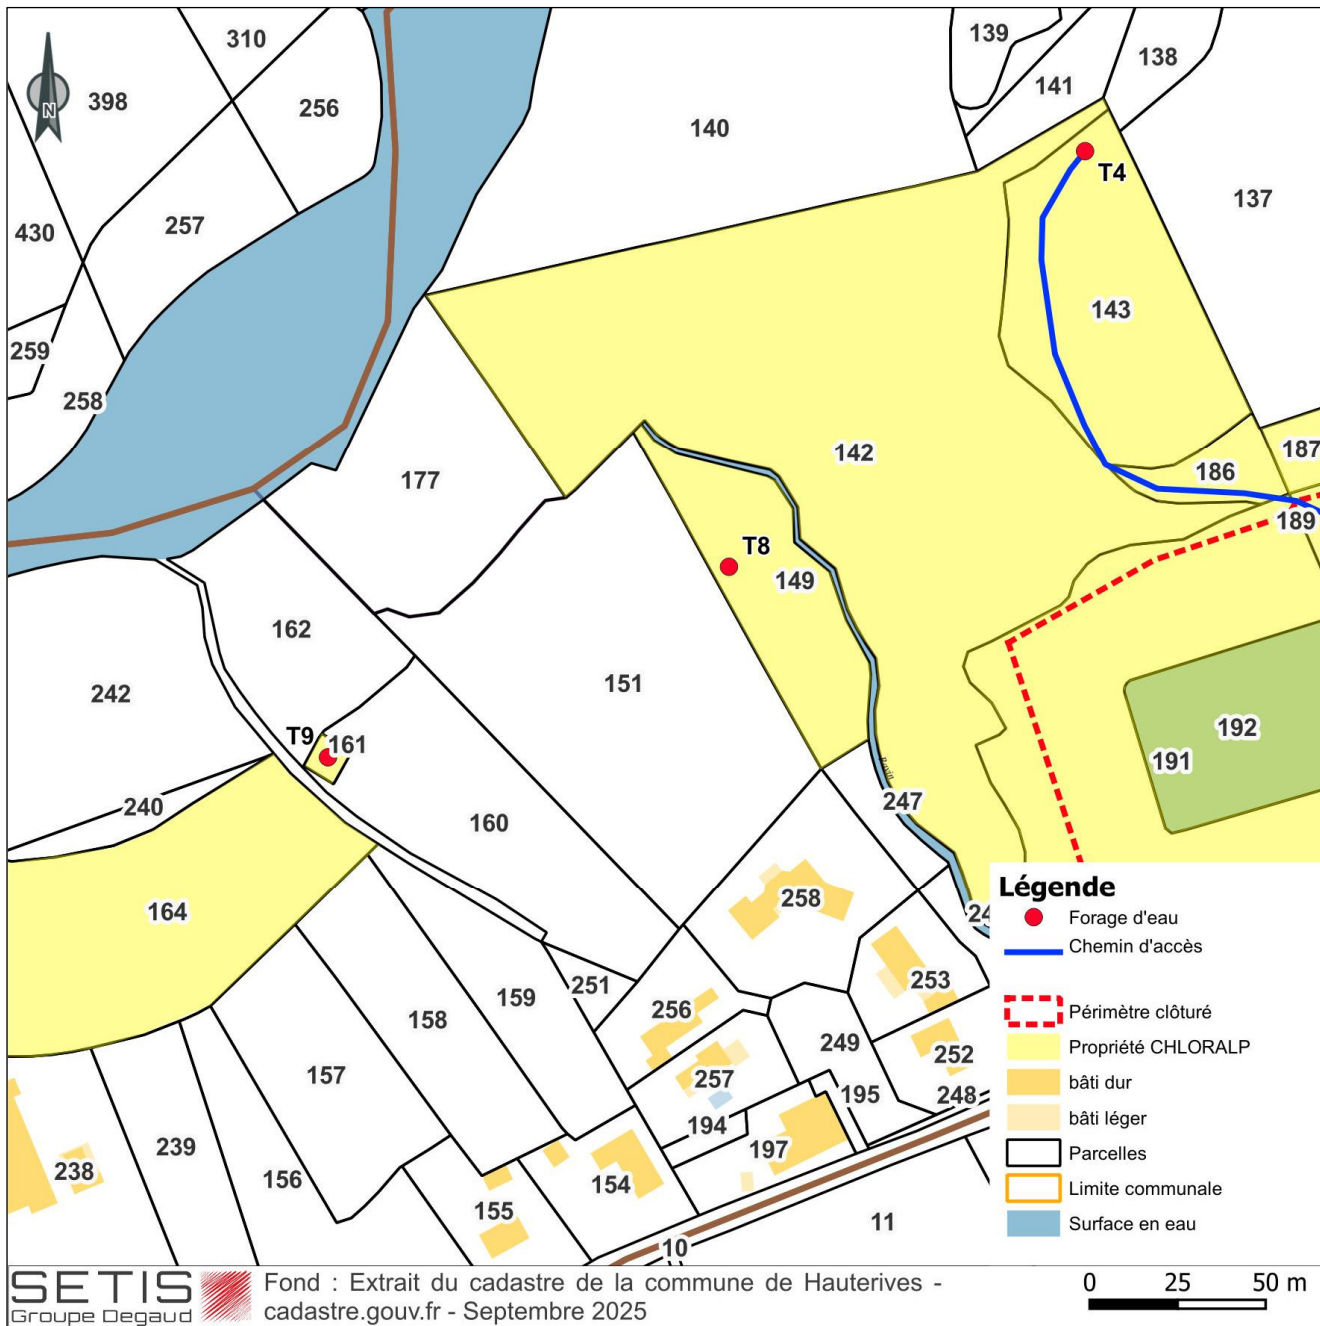 310
139
138
398
256
141
140
N
T4
137
430
257
143
259
258
142
187
177
186
189
T8
149
162
151
242
192
T9
161
191
240
247
160
Ravin
258
164
24
253
251
159
256
158
249
252
257
157
195
248
194
197
239
238
156
154
155
11
10
Légende
Forage d'eau
Chemin d'accès
Périmètre clôturé
Propriété CHLORALP
bâti dur
bâti léger
Parcelles
Limite communale
Surface en eau
SETIS
Groupe Degaud
Fond : Extrait du cadastre de la commune de Hauterives -
cadastre.gouv.fr - Septembre 2025
0 25 50 m